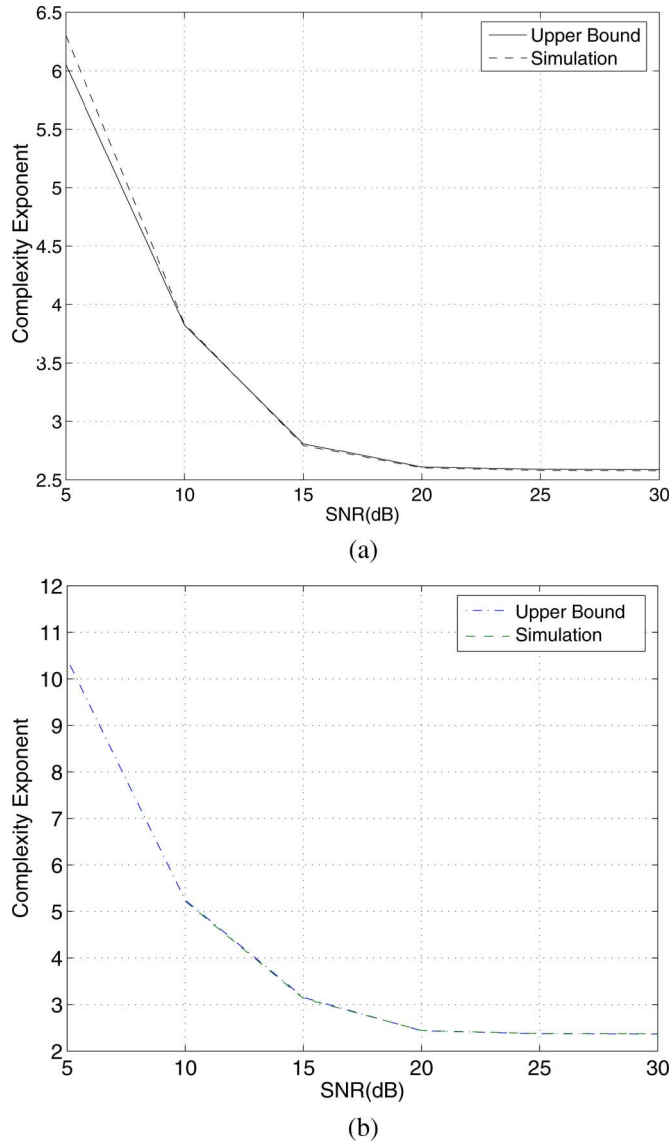 6.5
6
5.5
5
4.5
4
3.5
3
2.5
Complexity Exponent
Upper Bound
Simulation
5 10 15 20 25 30
SNR(dB)
(a)
12
11
10
9
8
7
6
5
4
3
2
Complexity Exponent
Upper Bound
Simulation
5 10 15 20 25 30
SNR(dB)
(b)